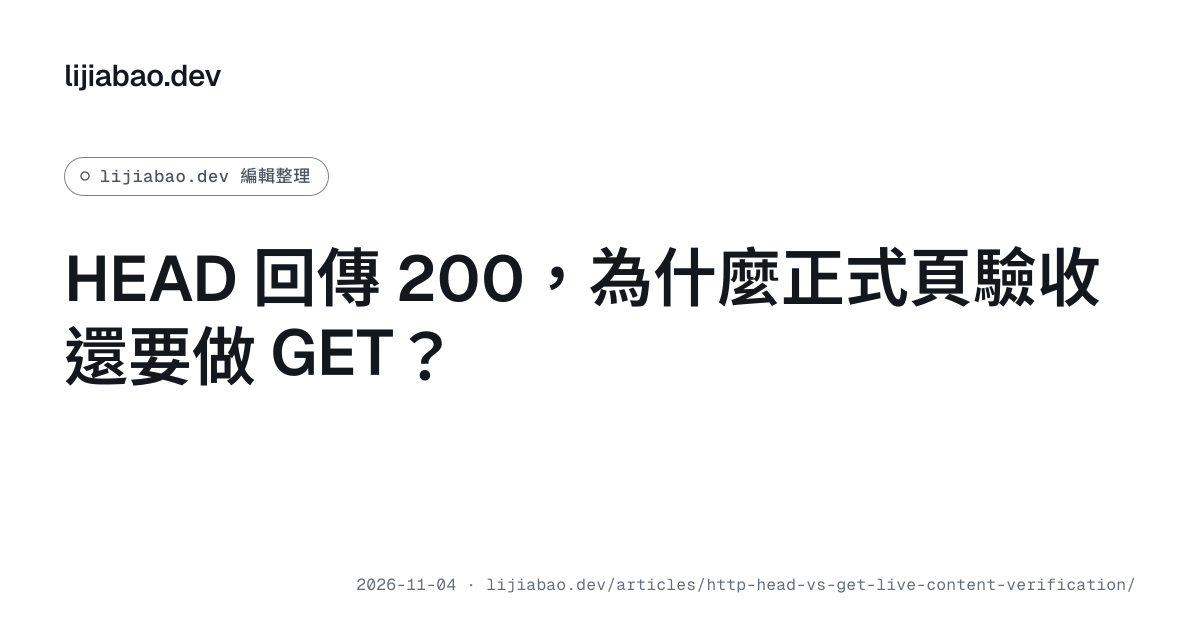 lijiabao.dev
lijiabao.dev 編輯整理
HEAD 回傳 200，為什麼正式頁驗收
還要做 GET？
2026-11-04 · lijiabao.dev/articles/http-head-vs-get-live-content-verification/